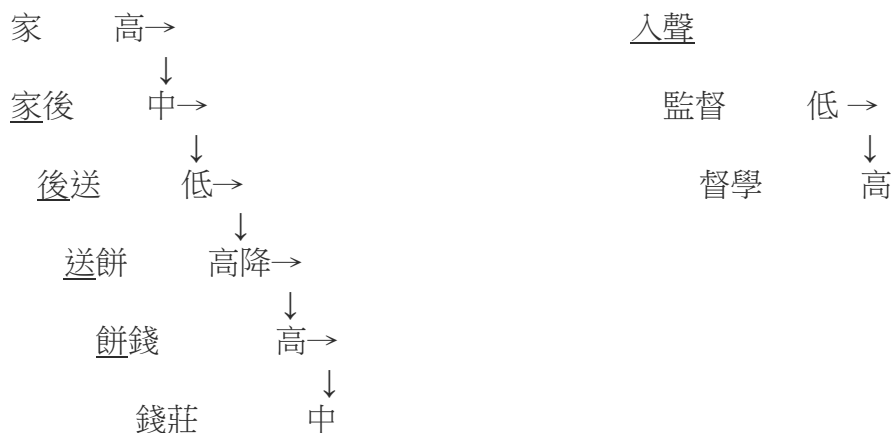 家 高→ 入聲
↓
家後 中→ 監督 低 →
↓ ↓
後送 低→ 督學 高
↓
送餅 高降→
↓
餅錢 高→
↓
錢莊 中